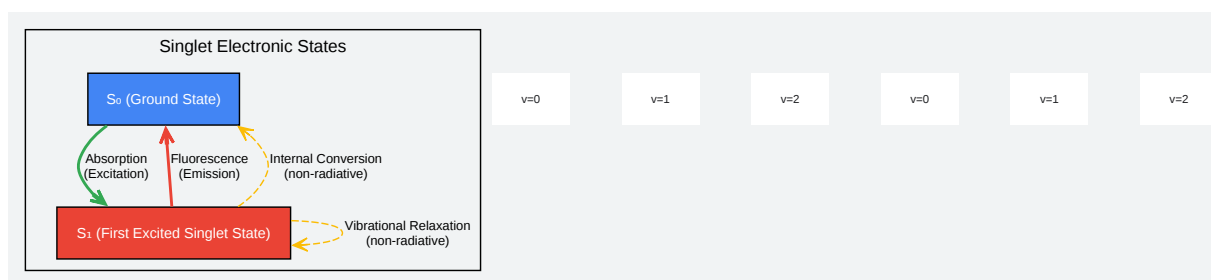 Singlet Electronic States
S₀ (Ground State)
v=0
v=1
v=2
v=0
v=1
v=2
Absorption
(Excitation)
Fluorescence
(Emission)
Internal Conversion
(non-radiative)
S₁ (First Excited Singlet State)
Vibrational Relaxation
(non-radiative)